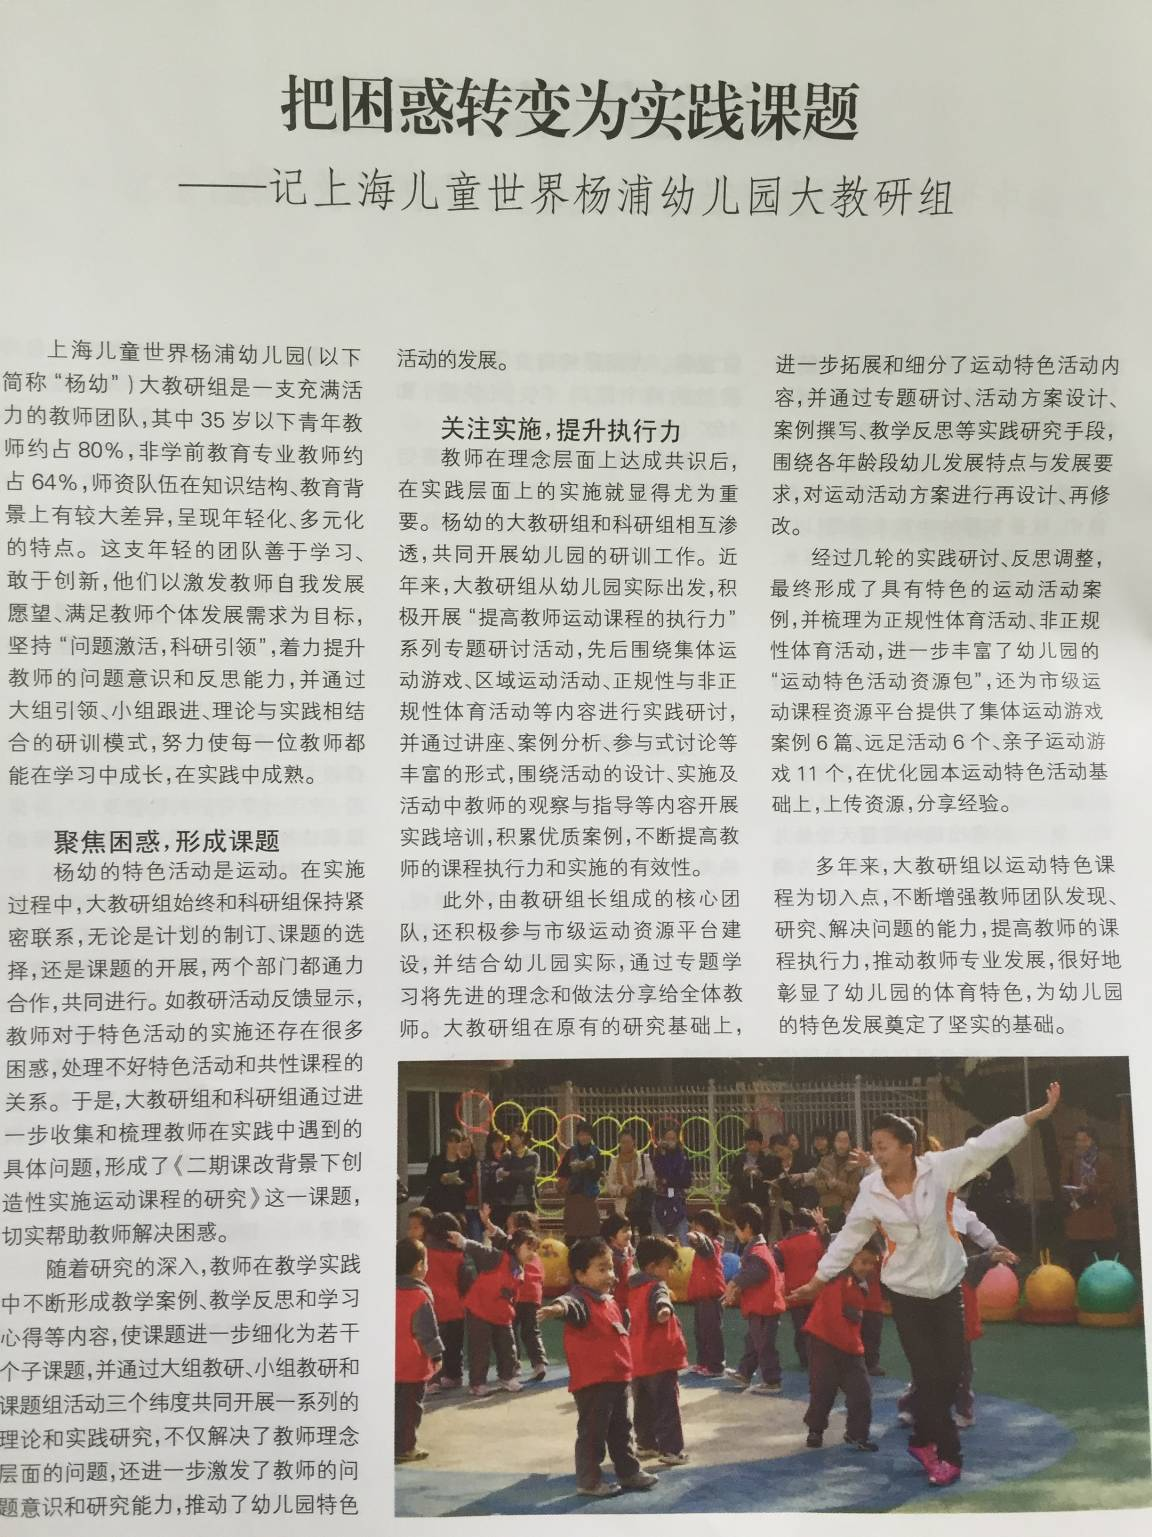 把困惑转变为实践课题
——记上海儿童世界杨浦幼儿园大教研组
上海儿童世界杨浦幼儿园(以下
简称“杨幼”)大教研组是一支充满活
力的教师团队,其中35岁以下青年教
师约占80%,非学前教育专业教师约
占64%,师资队伍在知识结构、教育背
景上有较大差异,呈现年轻化、多元化
的特点。这支年轻的团队善于学习、
敢于创新,他们以激发教师自我发展
愿望、满足教师个体发展需求为目标,
坚持“问题激活,科研引领”,着力提升
教师的问题意识和反思能力,并通过
大组引领、小组跟进、理论与实践相结
合的研训模式,努力使每一位教师都
能在学习中成长,在实践中成熟。
聚焦困惑,形成课题
杨幼的特色活动是运动。在实施
过程中,大教研组始终和科研组保持紧
密联系,无论是计划的制订、课题的选
择,还是课题的开展,两个部门都通力
合作,共同进行。如教研活动反馈显示,
教师对于特色活动的实施还存在很多
困惑,处理不好特色活动和共性课程的
关系。于是,大教研组和科研组通过进
一步收集和梳理教师在实践中遇到的
具体问题,形成了《二期课改背景下创
造性实施运动课程的研究》这一课题,
切实帮助教师解决困惑。
随着研究的深入,教师在教学实践
中不断形成教学案例、教学反思和学习
心得等内容,使课题进一步细化为若干
个子课题,并通过大组教研、小组教研和
课题组活动三个纬度共同开展一系列的
理论和实践研究,不仅解决了教师理念
层面的问题,还进一步激发了教师的问
题意识和研究能力,推动了幼儿园特色
活动的发展。
关注实施,提升执行力
教师在理念层面上达成共识后,
在实践层面上的实施就显得尤为重
要。杨幼的大教研组和科研组相互渗
透,共同开展幼儿园的研训工作。近
年来,大教研组从幼儿园实际出发,积
极开展“提高教师运动课程的执行力”
系列专题研讨活动,先后围绕集体运
动游戏、区域运动活动、正规性与非正
规性体育活动等内容进行实践研讨,
并通过讲座、案例分析、参与式讨论等
丰富的形式,围绕活动的设计、实施及
活动中教师的观察与指导等内容开展
实践培训,积累优质案例,不断提高教
师的课程执行力和实施的有效性。
此外,由教研组长组成的核心团
队,还积极参与市级运动资源平台建
设,并结合幼儿园实际,通过专题学
习将先进的理念和做法分享给全体教
师。大教研组在原有的研究基础上,
进一步拓展和细分了运动特色活动内
容,并通过专题研讨、活动方案设计、
案例撰写、教学反思等实践研究手段,
围绕各年龄段幼儿发展特点与发展要
求,对运动活动方案进行再设计、再修
改。
经过几轮的实践研讨、反思调整,
最终形成了具有特色的运动活动案
例,并梳理为正规性体育活动、非正规
性体育活动,进一步丰富了幼儿园的
“运动特色活动资源包”,还为市级运
动课程资源平台提供了集体运动游戏
案例6篇、远足活动6个、亲子运动游
戏11个,在优化园本运动特色活动基
础上,上传资源,分享经验。
多年来,大教研组以运动特色课
程为切入点,不断增强教师团队发现、
研究、解决问题的能力,提高教师的课
程执行力,推动教师专业发展,很好地
彰显了幼儿园的体育特色,为幼儿园
的特色发展奠定了坚实的基础。